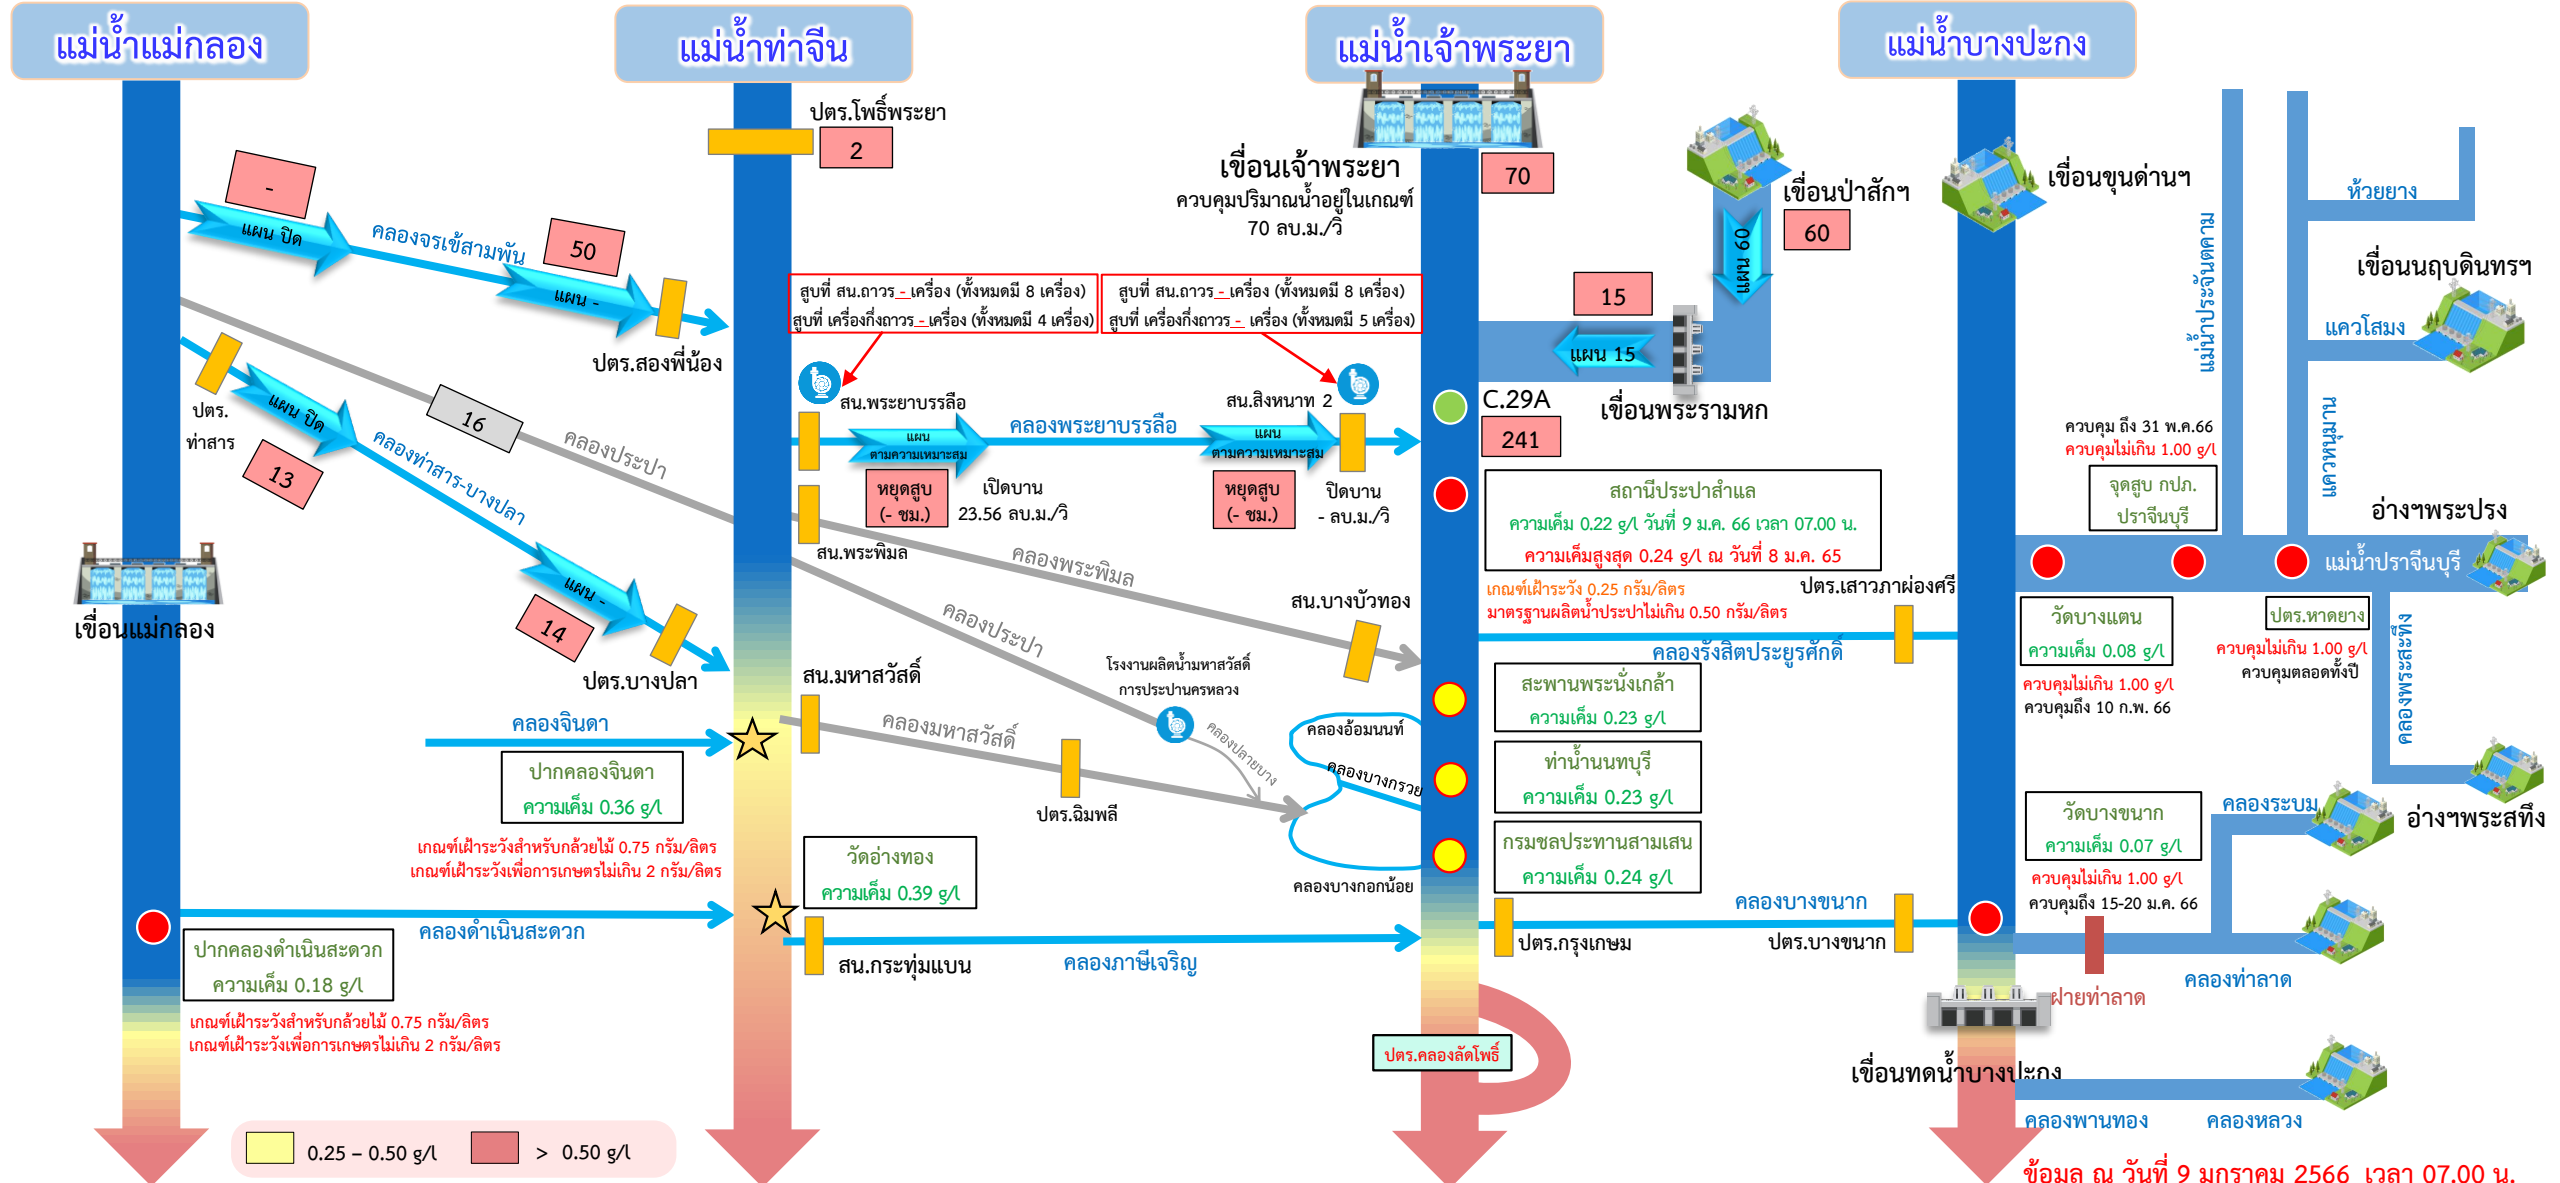 แม่น้ำแม่กลอง
แม่น้ำท่าจีน
แม่น้ำเจ้าพระยา
แม่น้ำบางปะกง
ปตร.โพธิ์พระยา
2
-
แผน ปิด
คลองจรเข้สามพัน
50
แผน -
ปตร.สองพี่น้อง
ปตร.
ท่าสาร
แผน ปิด
13
16
คลองประปา
คลองท่าสาร-บางปลา
แผน -
14
ปตร.บางปลา
เขื่อนแม่กลอง
คลองจินดา
ปากคลองจินดา
ความเค็ม 0.36 g/l
เกณฑ์เฝ้าระวังสำหรับกล้วยไม้ 0.75 กรัม/ลิตร
เกณฑ์เฝ้าระวังเพื่อการเกษตรไม่เกิน 2 กรัม/ลิตร
คลองดำเนินสะดวก
ปากคลองดำเนินสะดวก
ความเค็ม 0.18 g/l
เกณฑ์เฝ้าระวังสำหรับกล้วยไม้ 0.75 กรัม/ลิตร
เกณฑ์เฝ้าระวังเพื่อการเกษตรไม่เกิน 2 กรัม/ลิตร
0.25 – 0.50 g/l
> 0.50 g/l
เขื่อนเจ้าพระยา
ควบคุมปริมาณน้ำอยู่ในเกณฑ์
70 ลบ.ม./วิ
70
สูบที่ สน.ถาวร - เครื่อง (ทั้งหมดมี 8 เครื่อง)
สูบที่ เครื่องกึ่งถาวร - เครื่อง (ทั้งหมดมี 4 เครื่อง)
สูบที่ สน.ถาวร - เครื่อง (ทั้งหมดมี 8 เครื่อง)
สูบที่ เครื่องกึ่งถาวร - เครื่อง (ทั้งหมดมี 5 เครื่อง)
สน.พระยาบรรลือ
แผน
ตามความเหมาะสม
คลองพระยาบรรลือ
สน.สิงหนาท 2
แผน
ตามความเหมาะสม
หยุดสูบ
(- ชม.)
เปิดบาน
23.56 ลบ.ม./วิ
หยุดสูบ
(- ชม.)
ปิดบาน
- ลบ.ม./วิ
สน.พระพิมล
คลองพระพิมล
สน.บางบัวทอง
คลองประปา
โรงงานผลิตน้ำมหาสวัสดิ์
การประปานครหลวง
สน.มหาสวัสดิ์
คลองมหาสวัสดิ์
คลองปลายบาง
ปตร.ฉิมพลี
คลองอ้อมนนท์
คลองบางกรวย
คลองบางกอกน้อย
วัดอ่างทอง
ความเค็ม 0.39 g/l
สน.กระทุ่มแบน
คลองภาษีเจริญ
เขื่อนป่าสักฯ
60
แผน 60
15
แผน 15
เขื่อนพระรามหก
C.29A
241
สถานีประปาสำแล
ความเค็ม 0.22 g/l วันที่ 9 ม.ค. 66 เวลา 07.00 น.
ความเค็มสูงสุด 0.24 g/l ณ วันที่ 8 ม.ค. 65
เกณฑ์เฝ้าระวัง 0.25 กรัม/ลิตร
มาตรฐานผลิตน้ำประปาไม่เกิน 0.50 กรัม/ลิตร
ปตร.เสาวภาผ่องศรี
คลองรังสิตประยูรศักดิ์
สะพานพระนั่งเกล้า
ความเค็ม 0.23 g/l
ท่าน้ำนนทบุรี
ความเค็ม 0.23 g/l
กรมชลประทานสามเสน
ความเค็ม 0.24 g/l
คลองบางขนาก
ปตร.กรุงเกษม
ปตร.บางขนาก
ปตร.คลองลัดโพธิ์
เขื่อนขุนด่านฯ
แม่น้ำประจันตคาม
ห้วยยาง
เขื่อนนฤบดินทรฯ
แควโสมง
แควหนุมาน
ควบคุม ถึง 31 พ.ค.66
ควบคุมไม่เกิน 1.00 g/l
จุดสูบ กปภ.
ปราจีนบุรี
อ่างฯพระปรง
แม่น้ำปราจีนบุรี
วัดบางแตน
ความเค็ม 0.08 g/l
ควบคุมไม่เกิน 1.00 g/l
ควบคุมถึง 10 ก.พ. 66
ปตร.หาดยาง
ควบคุมไม่เกิน 1.00 g/l
ควบคุมตลอดทั้งปี
คลองพระสะทึง
อ่างฯพระสทึง
วัดบางขนาก
ความเค็ม 0.07 g/l
ควบคุมไม่เกิน 1.00 g/l
ควบคุมถึง 15-20 ม.ค. 66
คลองระบม
คลองท่าลาด
ฝายท่าลาด
เขื่อนทดน้ำบางปะกง
คลองพานทอง
คลองหลวง
ข้อมูล ณ วันที่ 9 มกราคม 2566 เวลา 07.00 น.